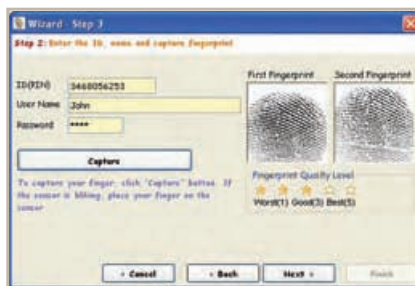 Wizard - Step 3
Step 2: Enter the Id, name and capture fingerprint
ID(PIN) 3460056253
User Name John
Password ****
Capture
To capture your finger, click "Capture" button. If
the sensor is blinking, place your finger on the
sensor
First Fingerprint Second Fingerprint
Fingerprint Quality Level
Worst(1) Good(3) Best(5)
< Cancel < Back Next > Finish